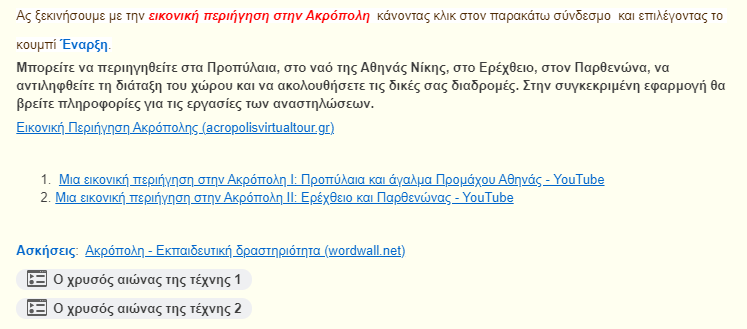 Ας ξεκινήσουμε με την εικονική περιήγηση στην Ακρόπολη κάνοντας κλικ στον παρακάτω σύνδεσμο και επιλέγοντας το
κουμπί Έναρξη.
Μπορείτε να περιηγηθείτε στα Προπύλαια, στο ναό της Αθηνάς Νίκης, στο Ερέχθειο, στον Παρθενώνα, να
αντιληφθείτε τη διάταξη του χώρου και να ακολουθήσετε τις δικές σας διαδρομές. Στην συγκεκριμένη εφαρμογή θα
βρείτε πληροφορίες για τις εργασίες των αναστηλώσεων.
Εικονική Περιήγηση Ακρόπολης (acropolisvirtualtour.gr)
1. Μια εικονική περιήγηση στην Ακρόπολη Ι: Προπύλαια και άγαλμα Προμάχου Αθηνάς - YouTube
2. Μια εικονική περιήγηση στην Ακρόπολη ΙΙ: Ερέχθειο και Παρθενώνας - YouTube
Ασκήσεις: Ακρόπολη - Εκπαιδευτική δραστηριότητα (wordwall.net)
Ο χρυσός αιώνας της τέχνης 1
Ο χρυσός αιώνας της τέχνης 2